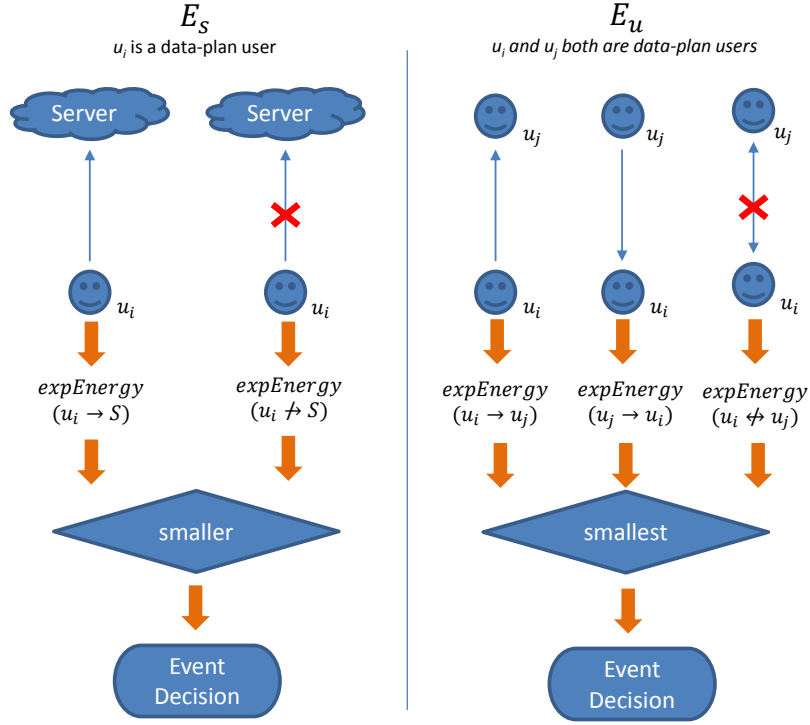 E_s
u_i is a data-plan user
Server
Server
u_i
u_i
expEnergy
(u_i → S)
expEnergy
(u_i ↛ S)
smaller
Event
Decision
E_u
u_i and u_j both are data-plan users
u_j
u_j
u_j
u_i
u_i
u_i
expEnergy
(u_i → u_j)
expEnergy
(u_j → u_i)
expEnergy
(u_i ↮ u_j)
smallest
Event
Decision